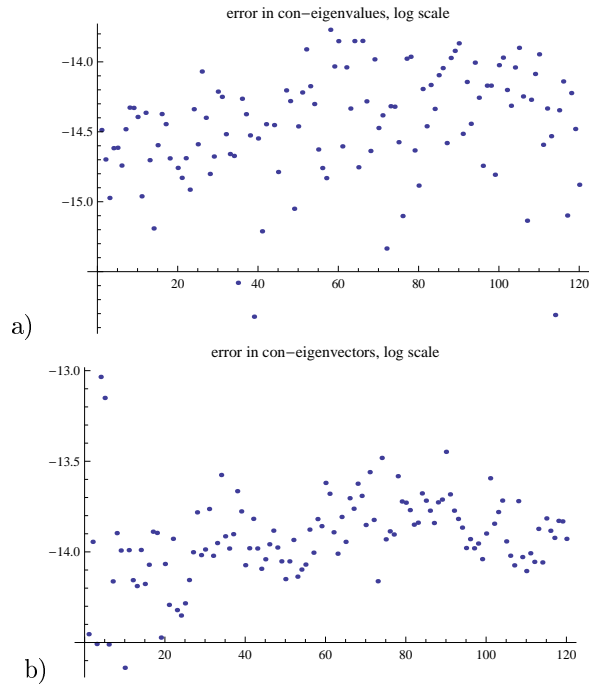 error in con−eigenvalues, log scale
−14.0
−14.5
−15.0
20 40 60 80 100 120
a)
error in con−eigenvectors, log scale
−13.0
−13.5
−14.0
20 40 60 80 100 120
b)